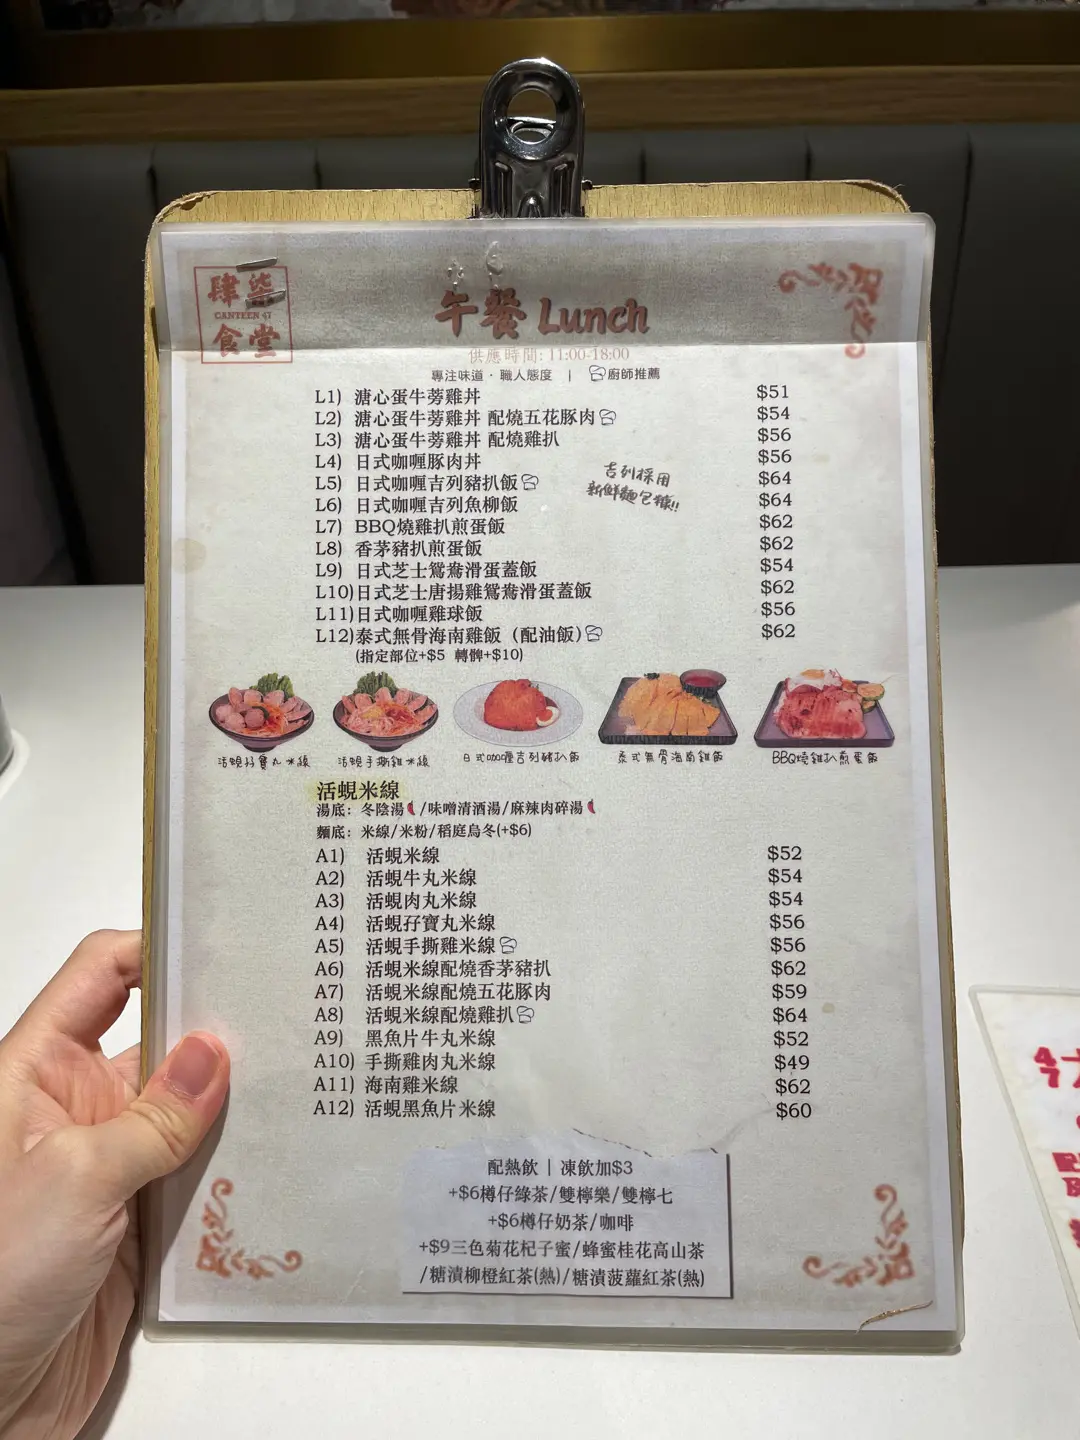 肆柒
CANTEEN 47
食堂
午餐 Lunch
供應時間: 11:00-18:00
專注味道・職人態度 | 廚師推薦
L1) 溏心蛋牛蒡雞丼 $51
L2) 溏心蛋牛蒡雞丼 配燒五花豚肉 $54
L3) 溏心蛋牛蒡雞丼 配燒雞扒 $56
L4) 日式咖喱豚肉丼 $56
L5) 日式咖喱吉列豬扒飯 $64
L6) 日式咖喱吉列魚柳飯 $64
吉列採用
新鮮麵包糠!!
L7) BBQ燒雞扒煎蛋飯 $62
L8) 香茅豬扒煎蛋飯 $62
L9) 日式芝士鴛鴦滑蛋蓋飯 $54
L10)日式芝士唐揚雞鴛鴦滑蛋蓋飯 $62
L11)日式咖喱雞球飯 $56
L12)泰式無骨海南雞飯（配油飯） $62
(指定部位+$5 轉髀+$10)
活蜆孖寶丸米線
活蜆手撕雞米線
日式咖喱吉列豬扒飯
泰式無骨海南雞飯
BBQ燒雞扒煎蛋飯
活蜆米線
湯底: 冬陰湯/味噌清酒湯/麻辣肉碎湯
麵底: 米線/米粉/稻庭烏冬(+$6)
A1) 活蜆米線 $52
A2) 活蜆牛丸米線 $54
A3) 活蜆肉丸米線 $54
A4) 活蜆孖寶丸米線 $56
A5) 活蜆手撕雞米線 $56
A6) 活蜆米線配燒香茅豬扒 $62
A7) 活蜆米線配燒五花豚肉 $59
A8) 活蜆米線配燒雞扒 $64
A9) 黑魚片牛丸米線 $52
A10) 手撕雞肉丸米線 $49
A11) 海南雞米線 $62
A12) 活蜆黑魚片米線 $60
配熱飲 | 凍飲加$3
+$6樽仔綠茶/雙檸樂/雙檸七
+$6樽仔奶茶/咖啡
+$9三色菊花杞子蜜/蜂蜜桂花高山茶
/糖漬柳橙紅茶(熱)/糖漬菠蘿紅茶(熱)
47